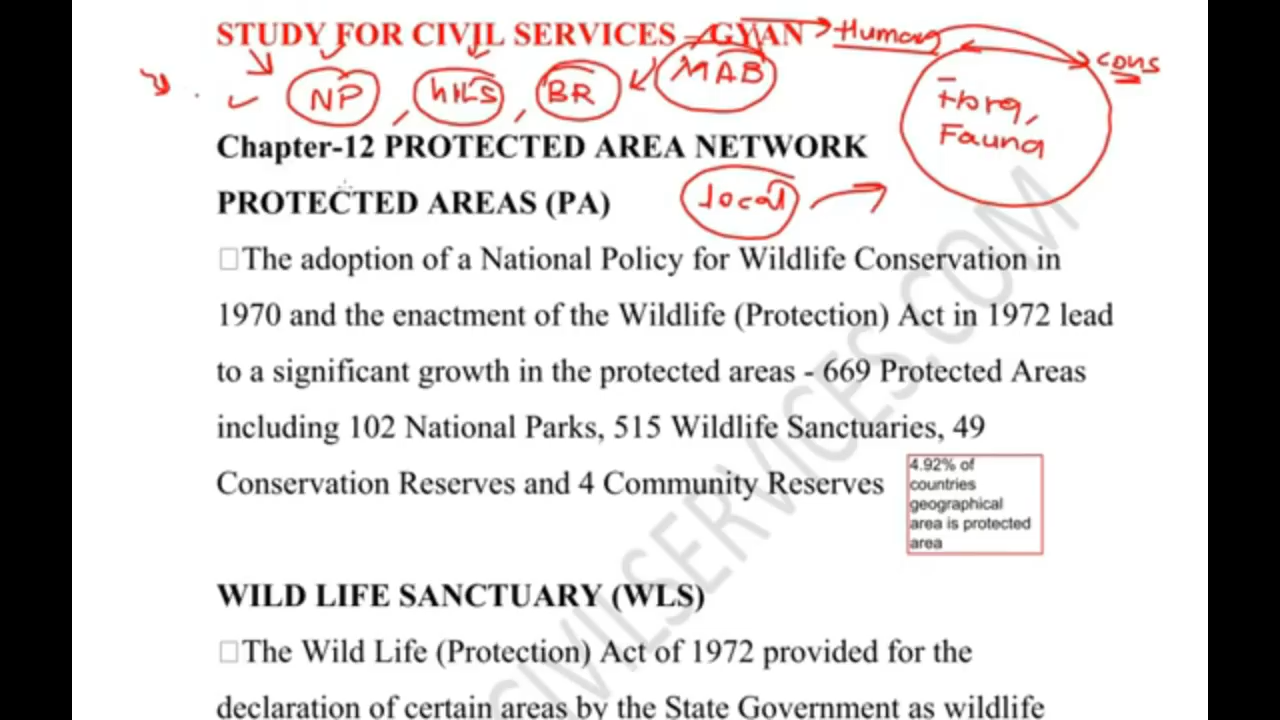 STUDY FOR CIVIL SERVICES – GYAN → Human
cons
NP , WLS , BR MAB
Flora,
Fauna
Chapter-12 PROTECTED AREA NETWORK
PROTECTED AREAS (PA)
local
The adoption of a National Policy for Wildlife Conservation in
1970 and the enactment of the Wildlife (Protection) Act in 1972 lead
to a significant growth in the protected areas - 669 Protected Areas
including 102 National Parks, 515 Wildlife Sanctuaries, 49
Conservation Reserves and 4 Community Reserves
4.92% of
countries
geographical
area is protected
area
WILD LIFE SANCTUARY (WLS)
The Wild Life (Protection) Act of 1972 provided for the
declaration of certain areas by the State Government as wildlife
CIVILSERVICES.COM